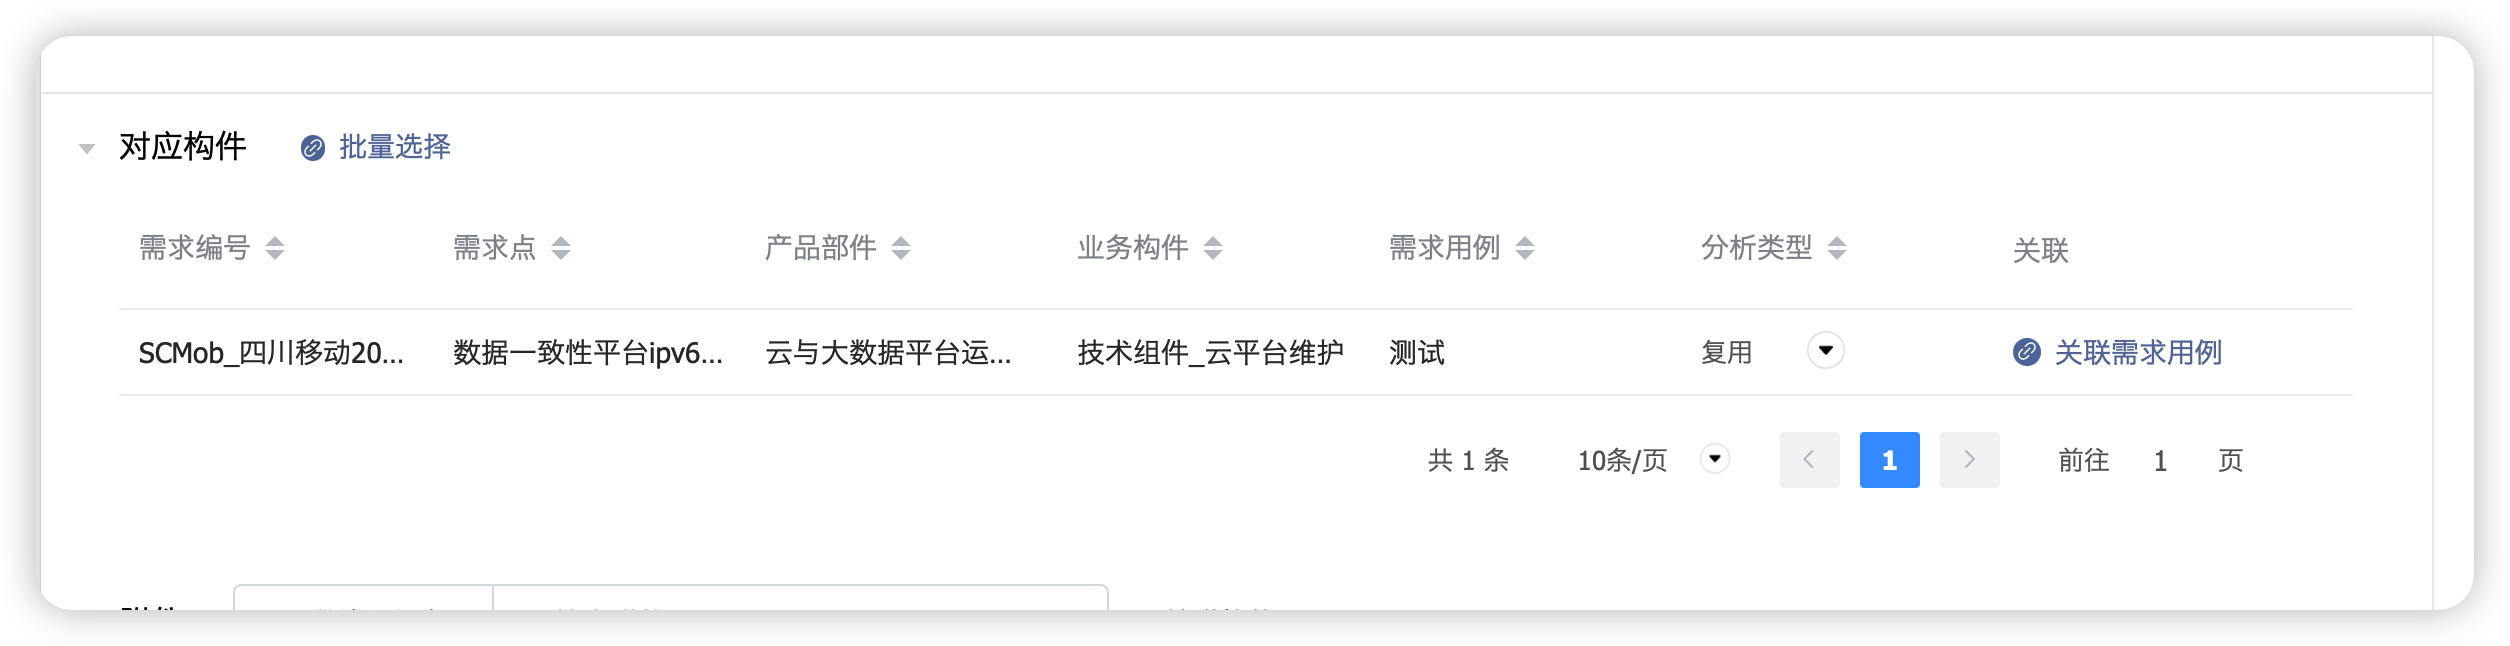 对应构件 批量选择
需求编号 需求点 产品部件 业务构件 需求用例 分析类型 关联
SCMob_四川移动20... 数据一致性平台ipv6... 云与大数据平台运... 技术组件_云平台维护 测试 复用 关联需求用例
共 1 条 10条/页 1 前往 1 页